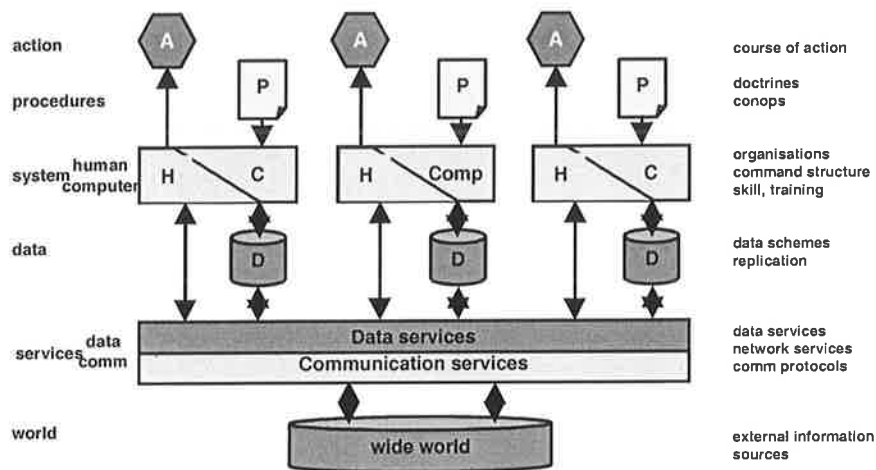 action A A A course of action
procedures P P P doctrines
conops
system human computer H C H Comp H C organisations
command structure
skill, training
data D D D data schemes
replication
services data comm Data services data services
Communication services network services
comm protocols
world wide world external information
sources